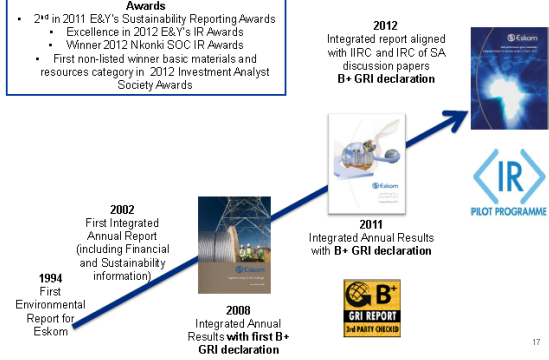 Awards
• 2nd in 2011 E&Y's Sustainability Reporting Awards
• Excellence in 2012 E&Y's IR Awards
• Winner 2012 Nkonki SOC IR Awards
• First non-listed winner basic materials and
resources category in 2012 Investment Analyst
Society Awards
2012
Integrated report aligned
with IIRC and IRC of SA
discussion papers
B+ GRI declaration
Eskom
<IR>
PILOT PROGRAMME
Eskom
2011
Integrated Annual Results
with B+ GRI declaration
2002
First Integrated
Annual Report
(including Financial
and Sustainability
information)
Eskom
1994
First
Environmental
Report for
Eskom
2008
Integrated Annual
Results with first B+
GRI declaration
B+
GRI REPORT
3rd PARTY CHECKED
17